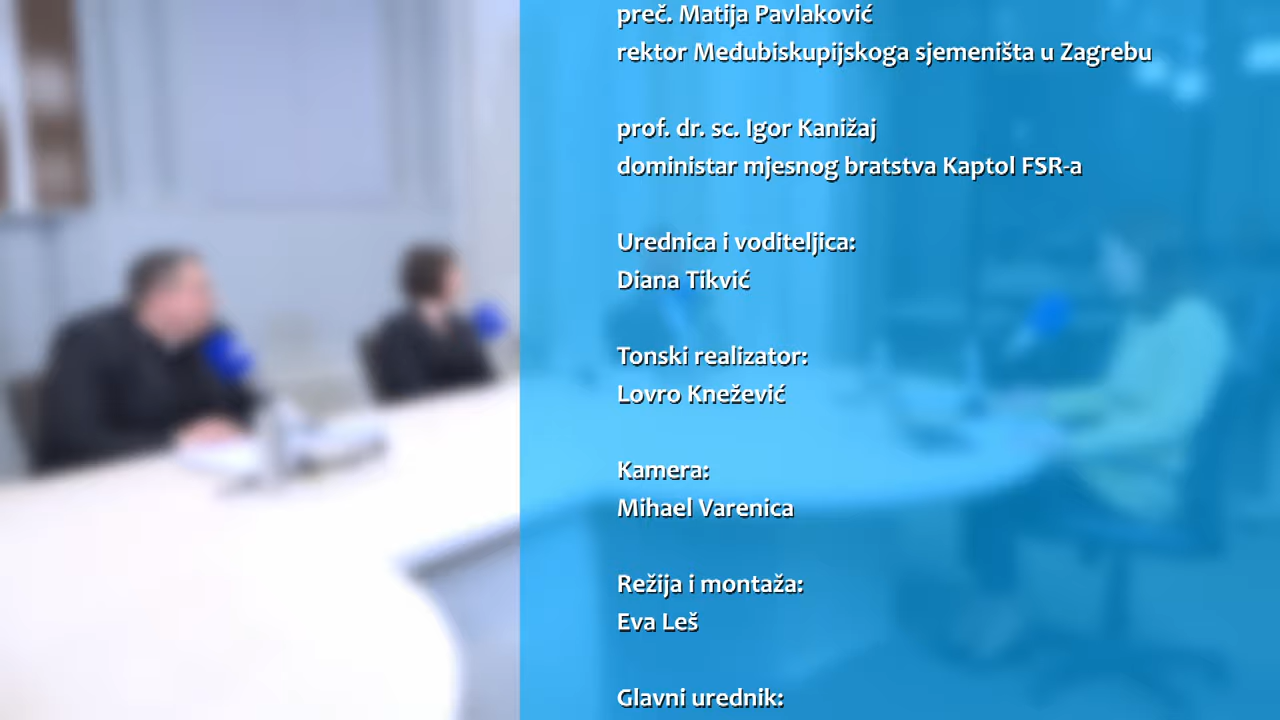 preč. Matija Pavlaković
rektor Međubiskupijskoga sjemeništa u Zagrebu
prof. dr. sc. Igor Kanižaj
doministar mjesnog bratstva Kaptol FSR-a
Urednica i voditeljica:
Diana Tikvić
Tonski realizator:
Lovro Knežević
Kamera:
Mihael Varenica
Režija i montaža:
Eva Leš
Glavni urednik: